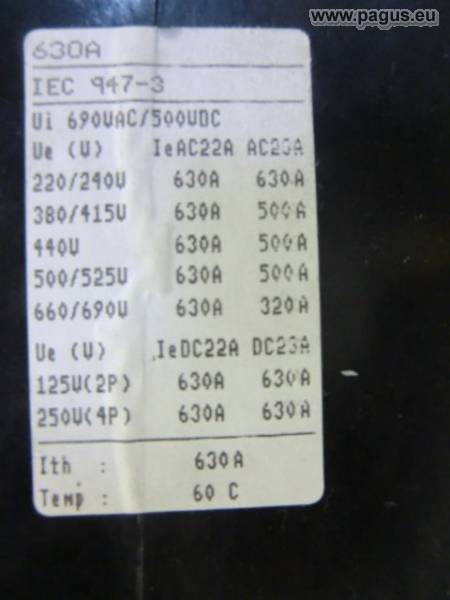 www.pagus.eu
630A
IEC 947-3
Ui 690VAC/500VDC
Ue (V) IeAC22A AC23A
220/240V 630A 630A
380/415V 630A 500A
440V 630A 500A
500/525V 630A 500A
660/690V 630A 320A
Ue (V) IeDC22A DC23A
125V(2P) 630A 630A
250V(4P) 630A 630A
Ith : 630A
Temp : 60 C